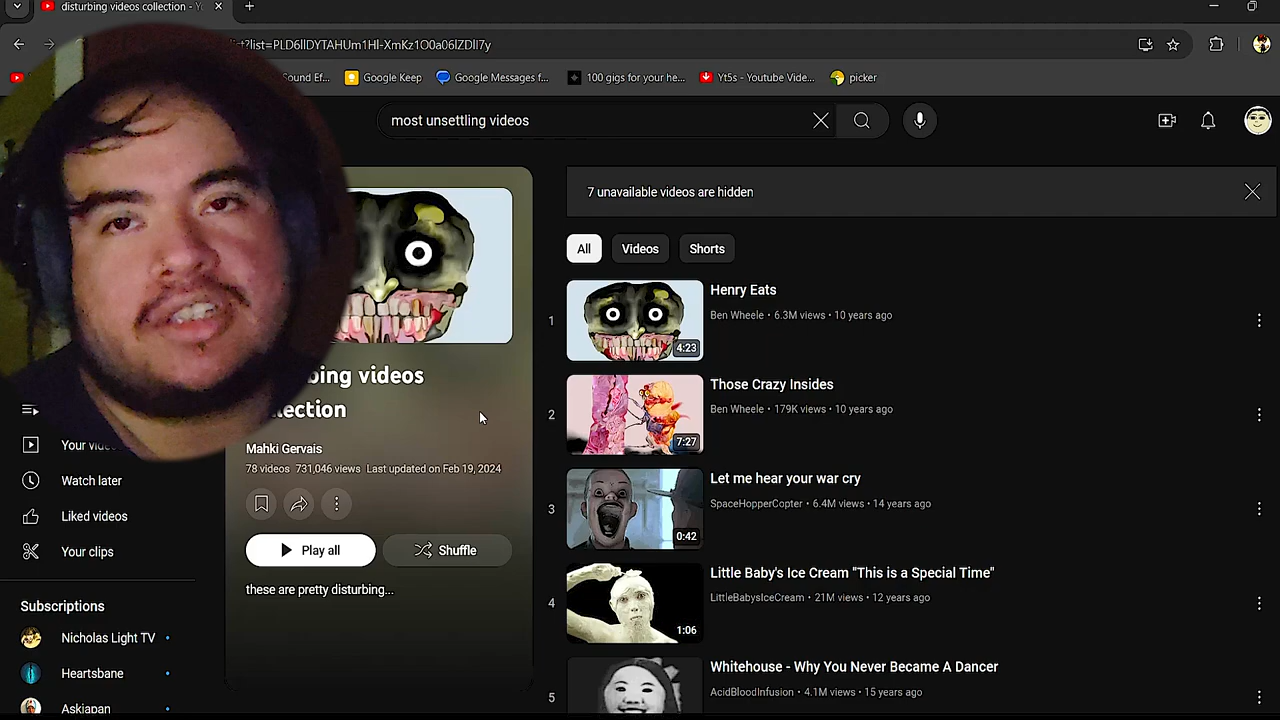 disturbing videos collection - Y
list=PLD6llDYTAHUm1Hl-XmKz1O0a06lZDll7y
Sound Ef...
Google Keep
Google Messages f...
100 gigs for your he...
Yt5s - Youtube Vide...
picker
most unsettling videos
7 unavailable videos are hidden
All
Videos
Shorts
1
Henry Eats
Ben Wheele • 6.3M views • 10 years ago
4:23
2
Those Crazy Insides
Ben Wheele • 179K views • 10 years ago
7:27
3
Let me hear your war cry
SpaceHopperCopter • 6.4M views • 14 years ago
0:42
4
Little Baby's Ice Cream "This is a Special Time"
LittleBabysIceCream • 21M views • 12 years ago
1:06
5
Whitehouse - Why You Never Became A Dancer
AcidBloodInfusion • 4.1M views • 15 years ago
videos
Mahki Gervais
78 videos 731,046 views Last updated on Feb 19, 2024
Play all
Shuffle
these are pretty disturbing...
Your
Watch later
Liked videos
Your clips
Subscriptions
Nicholas Light TV
Heartsbane
Askiapan